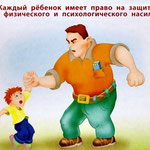 Каждый ребёнок имеет право на защит
физического и психологического насил